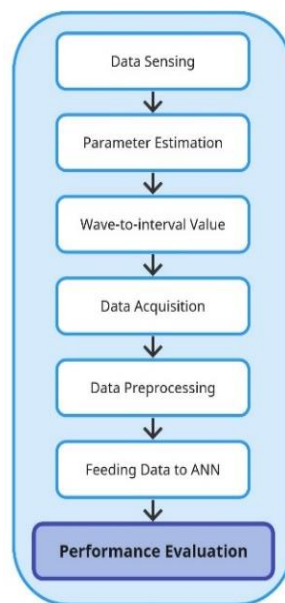 Data Sensing
Parameter Estimation
Wave-to-interval Value
Data Acquisition
Data Preprocessing
Feeding Data to ANN
Performance Evaluation